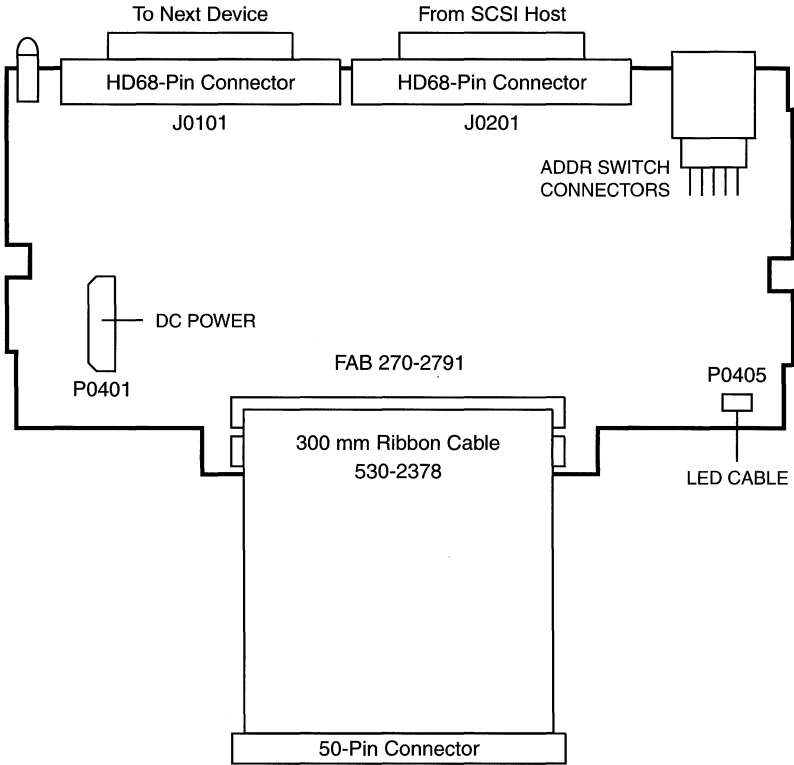 To Next Device
From SCSI Host
HD68-Pin Connector
HD68-Pin Connector
J0101
J0201
ADDR SWITCH
CONNECTORS
DC POWER
P0401
FAB 270-2791
P0405
300 mm Ribbon Cable
530-2378
LED CABLE
50-Pin Connector